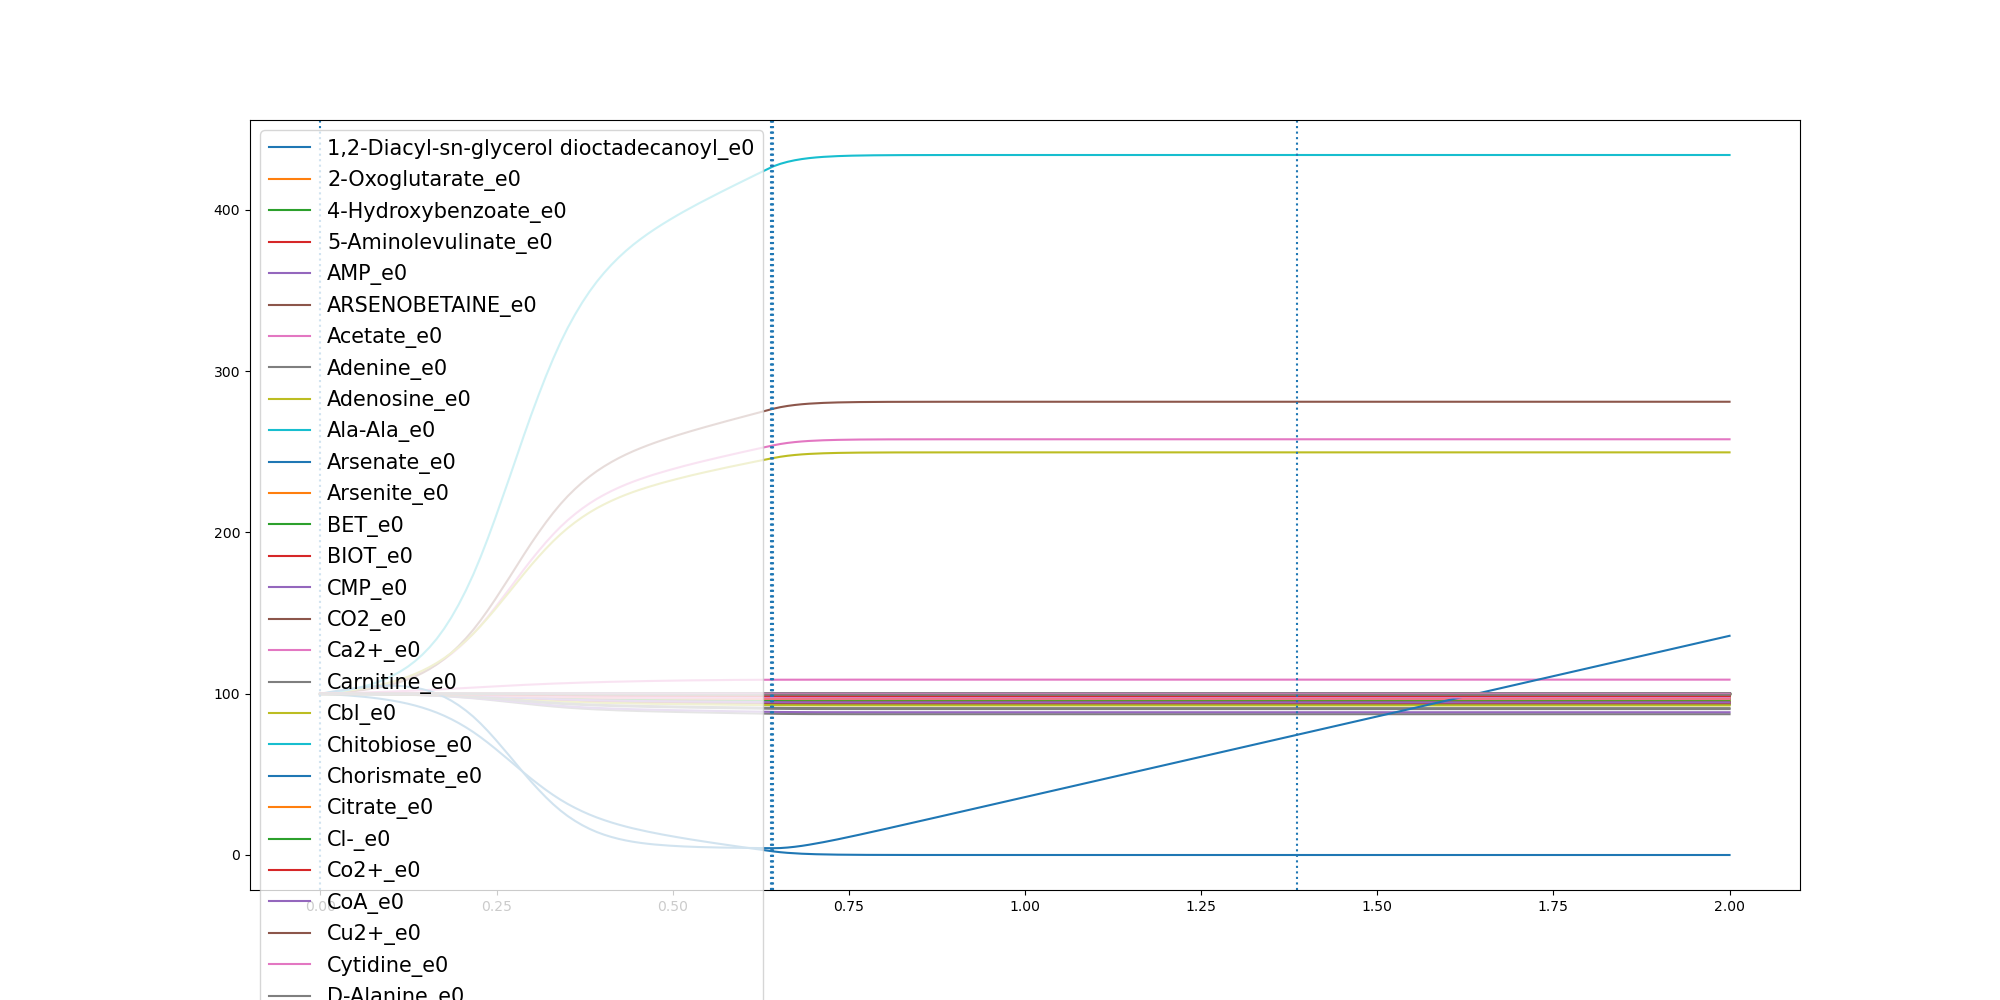 1,2-Diacyl-sn-glycerol dioctadecanoyl_e0
2-Oxoglutarate_e0
4-Hydroxybenzoate_e0
5-Aminolevulinate_e0
AMP_e0
ARSENOBETAINE_e0
Acetate_e0
Adenine_e0
Adenosine_e0
Ala-Ala_e0
Arsenate_e0
Arsenite_e0
BET_e0
BIOT_e0
CMP_e0
CO2_e0
Ca2+_e0
Carnitine_e0
Cbl_e0
Chitobiose_e0
Chorismate_e0
Citrate_e0
Cl-_e0
Co2+_e0
CoA_e0
Cu2+_e0
Cytidine_e0
D-Alanine_e0
400
300
200
100
0
0.00 0.25 0.50 0.75 1.00 1.25 1.50 1.75 2.00